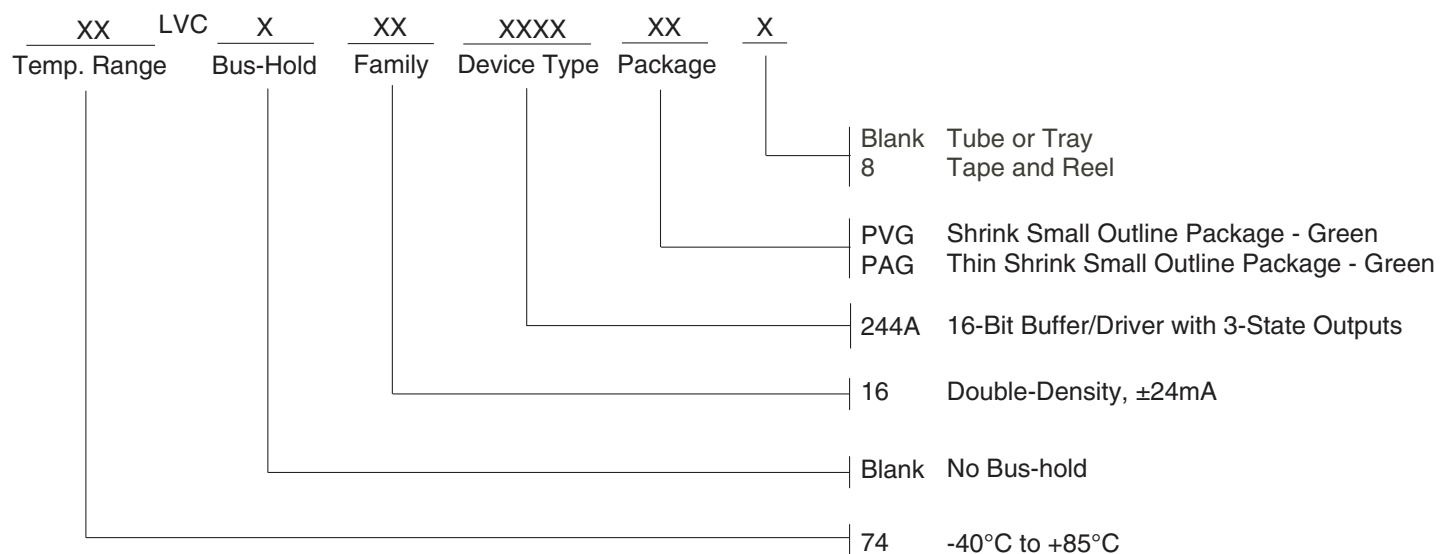 XX LVC X XX XXXX XX X
Temp. Range Bus-Hold Family Device Type Package
Blank Tube or Tray
8 Tape and Reel
PVG Shrink Small Outline Package - Green
PAG Thin Shrink Small Outline Package - Green
244A 16-Bit Buffer/Driver with 3-State Outputs
16 Double-Density, ±24mA
Blank No Bus-hold
74 -40°C to +85°C